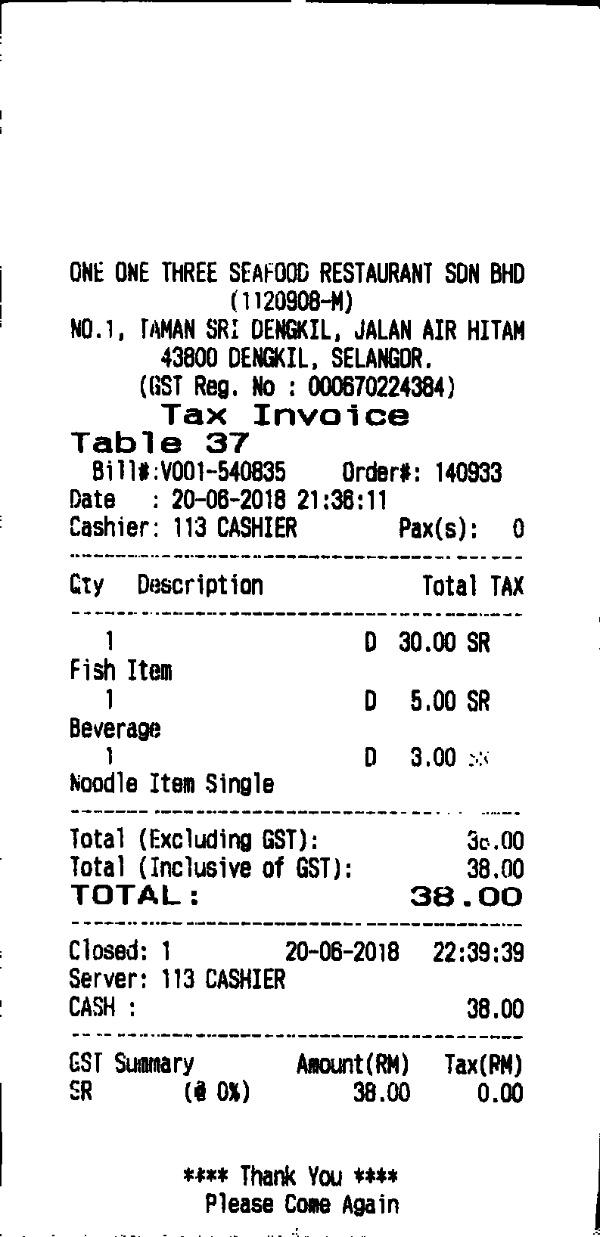 ONE ONE THREE SEAFOOD RESTAURANT SDN BHD
(1120908-M)
NO.1, TAMAN SRI DENGKIL, JALAN AIR HITAM
43800 DENGKIL, SELANGOR.
(GST Reg. No : 000670224384)
Tax Invoice
Table 37
Bill#:V001-540835 Order#: 140933
Date : 20-06-2018 21:36:11
Cashier: 113 CASHIER Pax(s): 0
Qty Description Total TAX
1 D 30.00 SR
Fish Item
1 D 5.00 SR
Beverage
1 D 3.00
Noodle Item Single
Total (Excluding GST): 38.00
Total (Inclusive of GST): 38.00
TOTAL: 38.00
Closed: 1 20-06-2018 22:39:39
Server: 113 CASHIER
CASH : 38.00
GST Summary Amount(RM) Tax(RM)
SR (@ 0%) 38.00 0.00
**** Thank You ****
Please Come Again